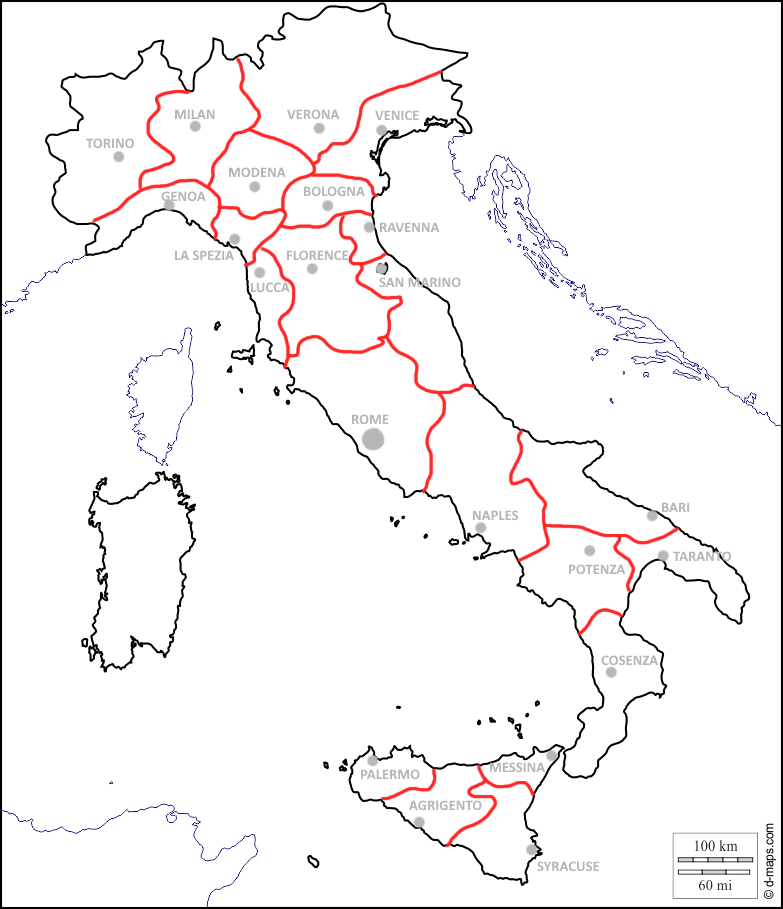 MILAN
VERONA
VENICE
TORINO
MODENA
BOLOGNA
GENOA
RAVENNA
LA SPEZIA
FLORENCE
LUCCA
SAN MARINO
ROME
NAPLES
BARI
TARANTO
POTENZA
COSENZA
MESSINA
PALERMO
AGRIGENTO
SYRACUSE
100 km
60 mi
© d-maps.com